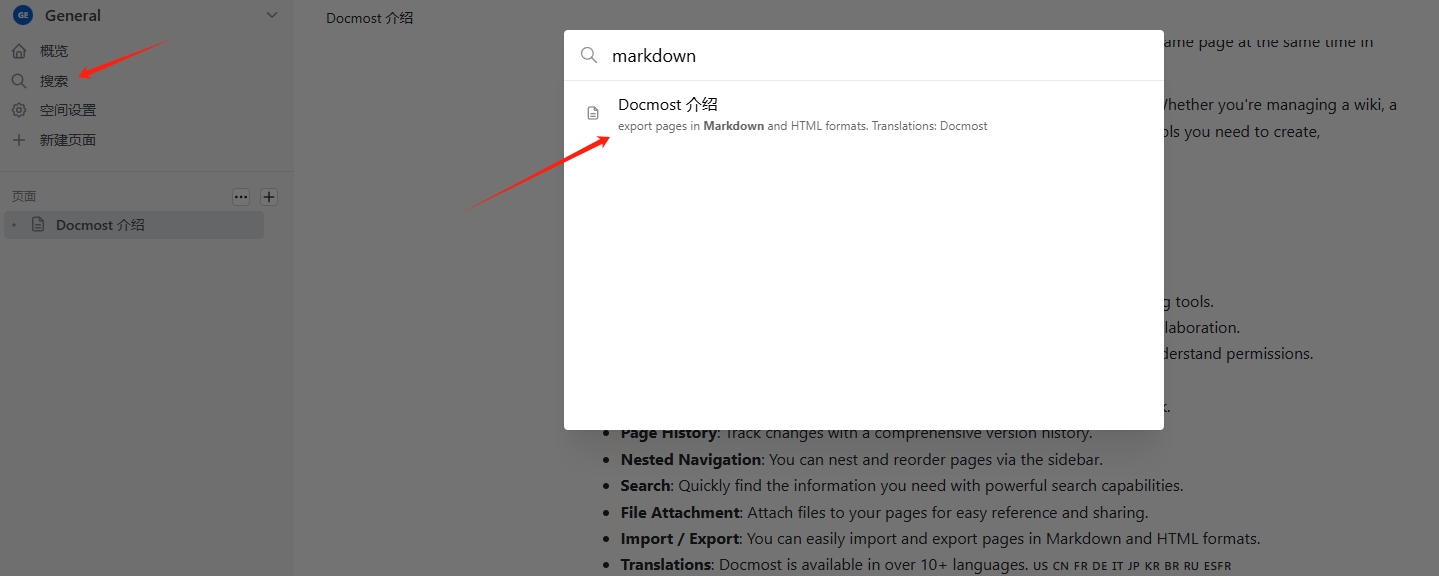 GE General
Docmost 介绍
概览
搜索
空间设置
新建页面
页面
Docmost 介绍
markdown
Docmost 介绍
export pages in Markdown and HTML formats. Translations: Docmost
ame page at the same time in
Whether you're managing a wiki, a
ols you need to create,
g tools.
laboration.
derstand permissions.
k.
Page History: Track changes with a comprehensive version history.
Nested Navigation: You can nest and reorder pages via the sidebar.
Search: Quickly find the information you need with powerful search capabilities.
File Attachment: Attach files to your pages for easy reference and sharing.
Import / Export: You can easily import and export pages in Markdown and HTML formats.
Translations: Docmost is available in over 10+ languages. US CN FR DE IT JP KR BR RU ESFR